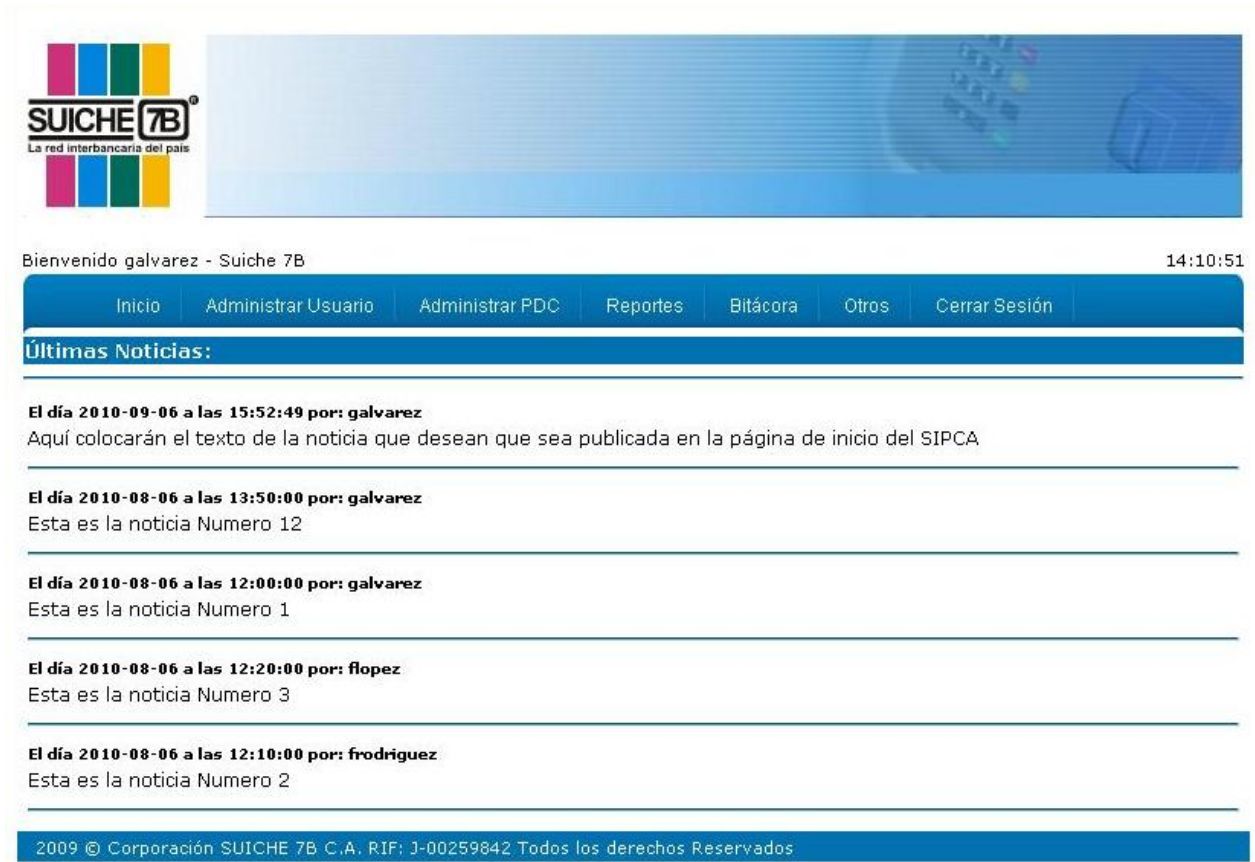 SUICHE 7B®
La red interbancaria del país
Bienvenido galvarez - Suiche 7B
14:10:51
Inicio Administrar Usuario Administrar PDC Reportes Bitácora Otros Cerrar Sesión
Últimas Noticias:
El día 2010-09-06 a las 15:52:49 por: galvarez
Aquí colocarán el texto de la noticia que desean que sea publicada en la página de inicio del SIPCA
El día 2010-08-06 a las 13:50:00 por: galvarez
Esta es la noticia Numero 12
El día 2010-08-06 a las 12:00:00 por: galvarez
Esta es la noticia Numero 1
El día 2010-08-06 a las 12:20:00 por: flopez
Esta es la noticia Numero 3
El día 2010-08-06 a las 12:10:00 por: frodriguez
Esta es la noticia Numero 2
2009 © Corporación SUICHE 7B C.A. RIF: J-00259842 Todos los derechos Reservados